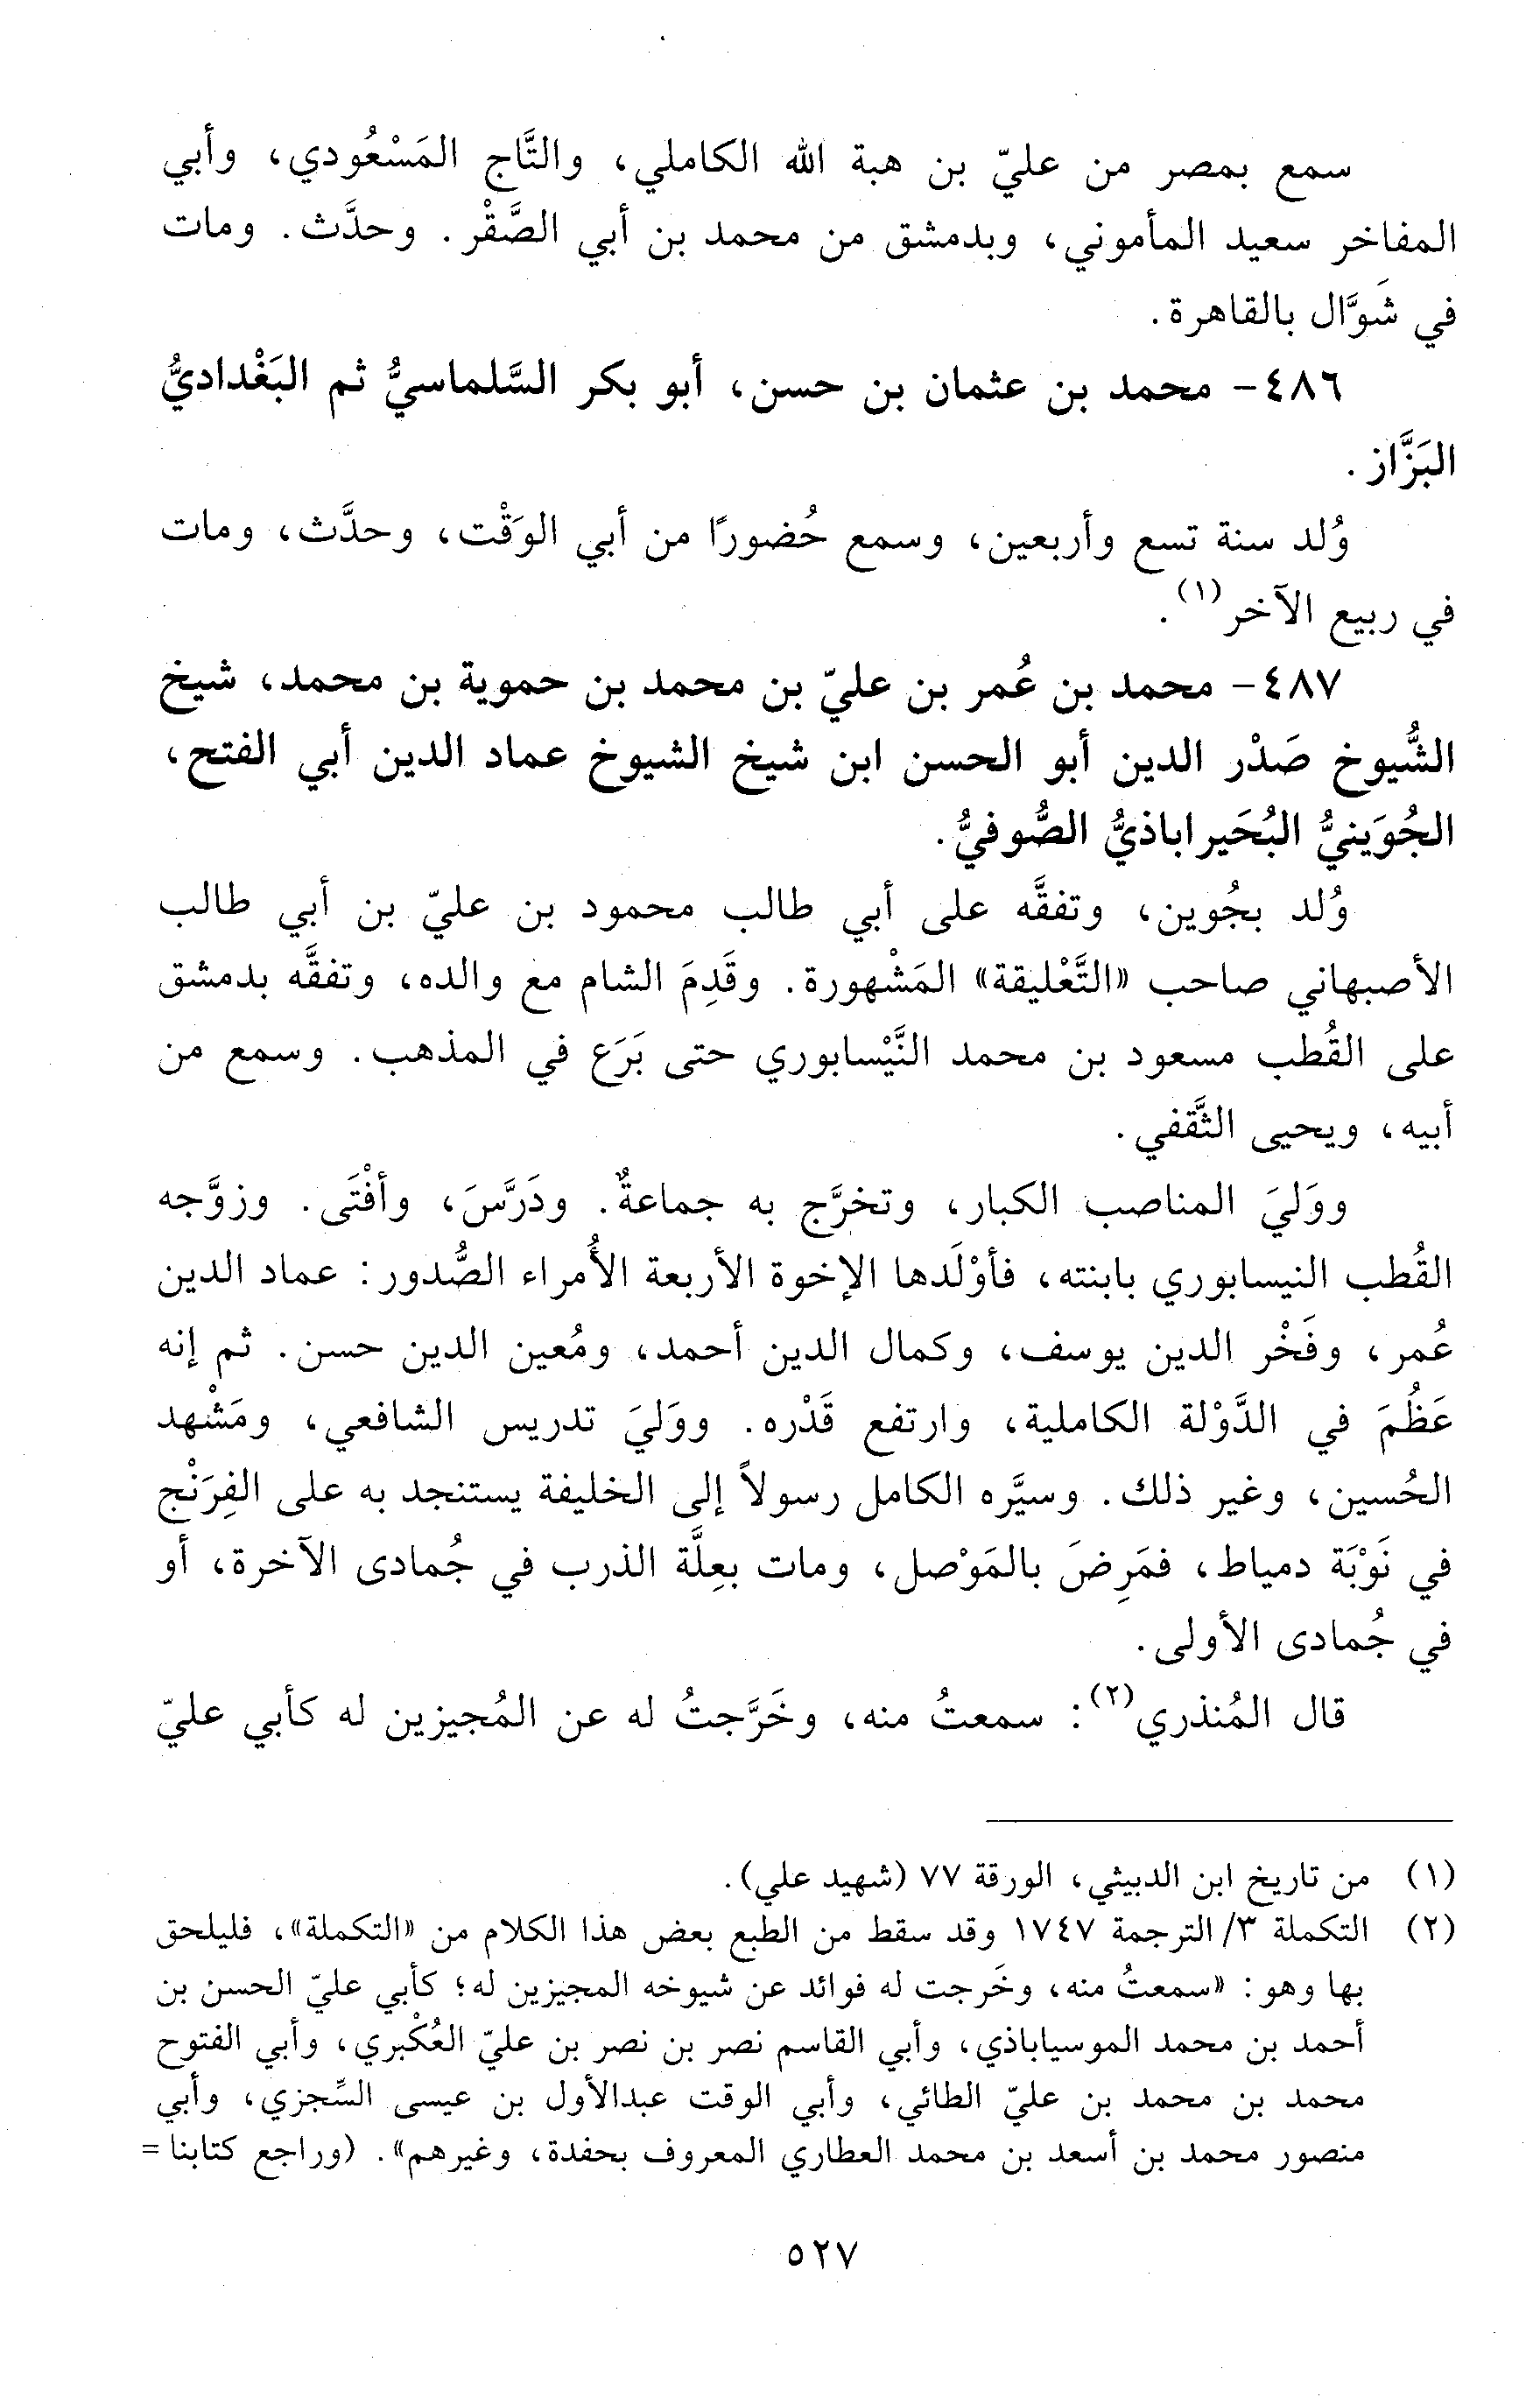 سمع بمصر من عليّ بن هبة الله الكاملي، والتَّاج المَسْعُودي، وأبي
المفاخر سعيد المأموني، وبدمشق من محمد بن أبي الصَّقْر. وحدَّث. ومات
في شَوَّال بالقاهرة.
٤٨٦- محمد بن عثمان بن حسن، أبو بكر السَّلماسيُّ ثم البَغْداديُّ
البَزَّاز.
وُلد سنة تسع وأربعين، وسمع حُضورًا من أبي الوَقْت، وحدَّث، ومات
في ربيع الآخر(١).
٤٨٧- محمد بن عُمر بن عليّ بن محمد بن حموية بن محمد، شيخ
الشُّيوخ صَدْر الدين أبو الحسن ابن شيخ الشيوخ عماد الدين أبي الفتح،
الجُوَينيُّ البُحَيراباذيُّ الصُّوفيُّ.
وُلد بجُوين، وتفقَّه على أبي طالب محمود بن عليّ بن أبي طالب
الأصبهاني صاحب «التَّعْليقة» المَشْهورة. وقَدِمَ الشام مع والده، وتفقَّه بدمشق
على القُطب مسعود بن محمد النَّيْسابوري حتى بَرَع في المذهب. وسمع من
أبيه، ويحيى الثَّقفي.
ووَليَ المناصب الكبار، وتخرَّج به جماعةٌ. ودَرَّسَ، وأفْتَى. وزوَّجه
القُطب النيسابوري بابنته، فأوْلَدها الإخوة الأربعة الأُمراء الصُّدور: عماد الدين
عُمر، وفَخْر الدين يوسف، وكمال الدين أحمد، ومُعين الدين حسن. ثم إنه
عَظُمَ في الدَّوْلة الكاملية، وارتفع قَدْره. ووَليَ تدريس الشافعي، ومَشْهد
الحُسين، وغير ذلك. وسيَّره الكامل رسولاً إلى الخليفة يستنجد به على الفِرَنْج
في نَوْبَة دمياط، فمَرِضَ بالمَوْصل، ومات بعِلَّة الذرب في جُمادى الآخرة، أو
في جُمادى الأولى.
قال المُنذري(٢): سمعتُ منه، وخَرَّجتُ له عن المُجيزين له كأبي عليّ
(١) من تاريخ ابن الدبيثي، الورقة ٧٧ (شهيد علي).
(٢) التكملة ٣/ الترجمة ١٧٤٧ وقد سقط من الطبع بعض هذا الكلام من «التكملة»، فليلحق
بها وهو: «سمعتُ منه، وخَرجت له فوائد عن شيوخه المجيزين له؛ كأبي عليّ الحسن بن
أحمد بن محمد الموسياباذي، وأبي القاسم نصر بن نصر بن عليّ العُكْبري، وأبي الفتوح
محمد بن محمد بن عليّ الطائي، وأبي الوقت عبدالأول بن عيسى السِّجزي، وأبي
منصور محمد بن أسعد بن محمد العطاري المعروف بحفدة، وغيرهم». (وراجع كتابنا =
٥٢٧